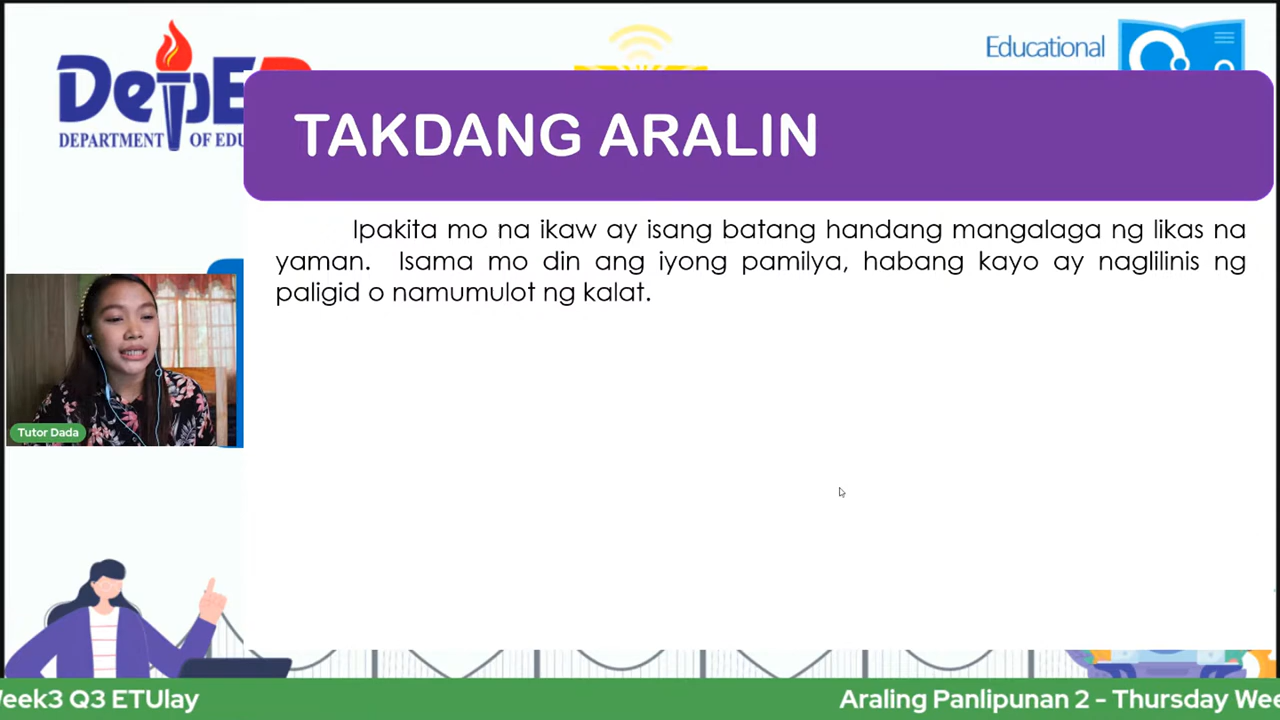 DepE
DEPARTMENT OF EDU
Educational
TAKDANG ARALIN
Ipakita mo na ikaw ay isang batang handang mangalaga ng likas na
yaman. Isama mo din ang iyong pamilya, habang kayo ay naglilinis ng
paligid o namumulot ng kalat.
Tutor Dada
Week3 Q3 ETUlay
Araling Panlipunan 2 - Thursday Wee